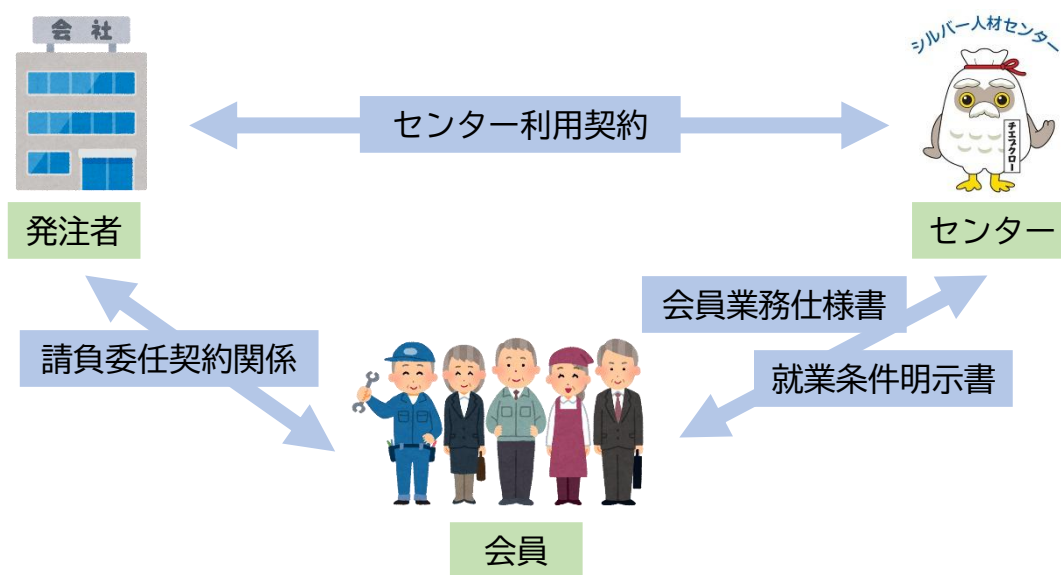 会社
シルバー人材センター
センター利用契約
チエブクロー
発注者
センター
会員業務仕様書
請負委任契約関係
就業条件明示書
会員